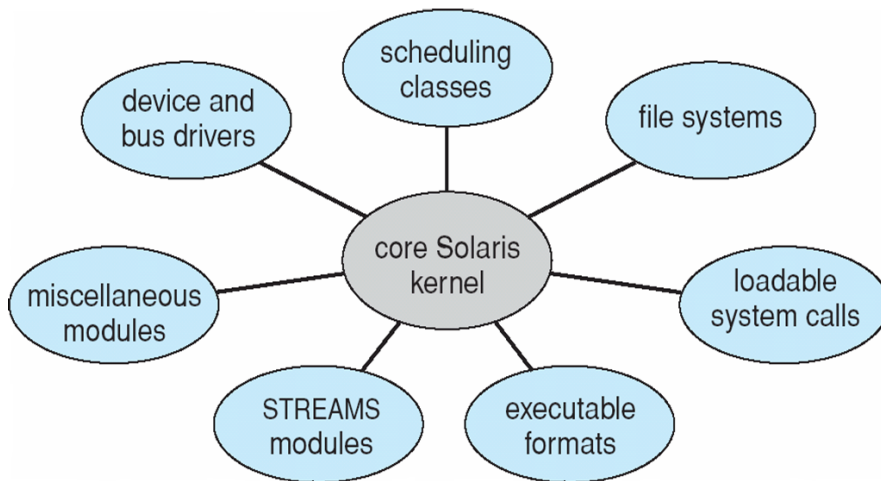 scheduling
classes
device and
bus drivers
file systems
core Solaris
kernel
miscellaneous
modules
loadable
system calls
STREAMS
modules
executable
formats